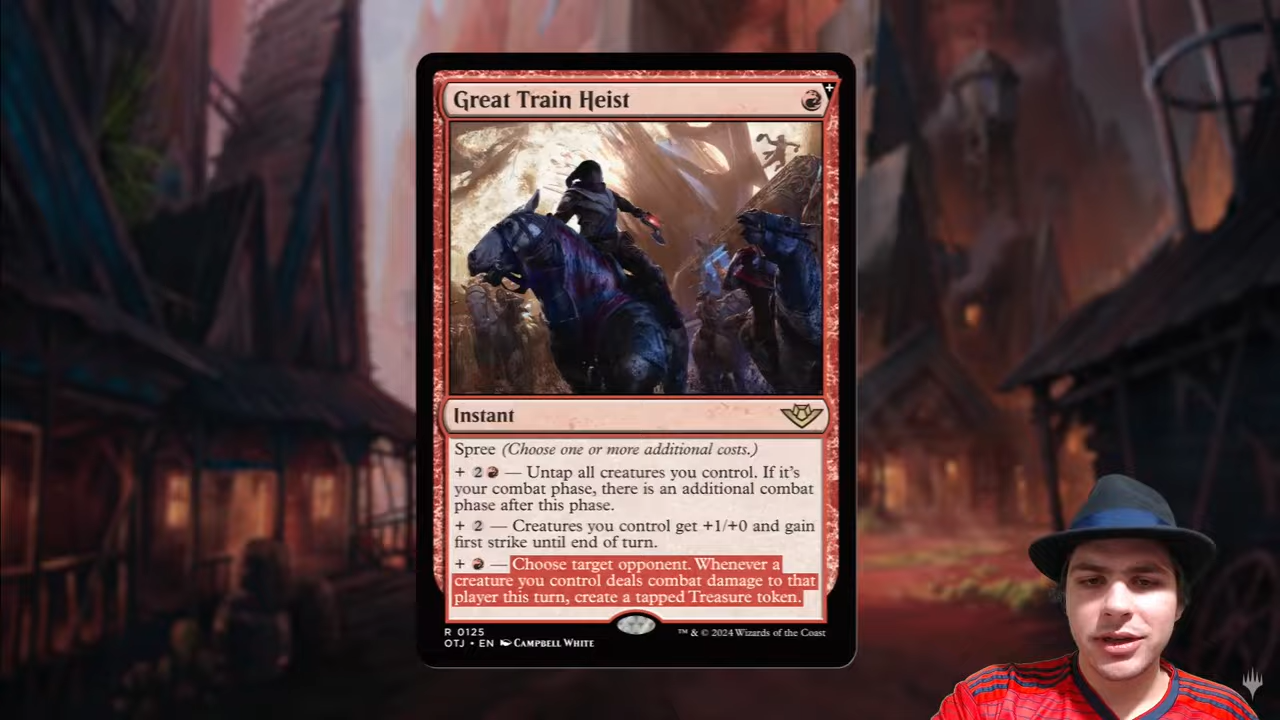 Great Train Heist
Instant
Spree (Choose one or more additional costs.)
+ 2 — Untap all creatures you control. If it's
your combat phase, there is an additional combat
phase after this phase.
+ 2 — Creatures you control get +1/+0 and gain
first strike until end of turn.
+ — Choose target opponent. Whenever a
creature you control deals combat damage to that
player this turn, create a tapped Treasure token.
R 0125
OTJ • EN CAMPBELL WHITE
™ & © 2024 Wizards of the Coast